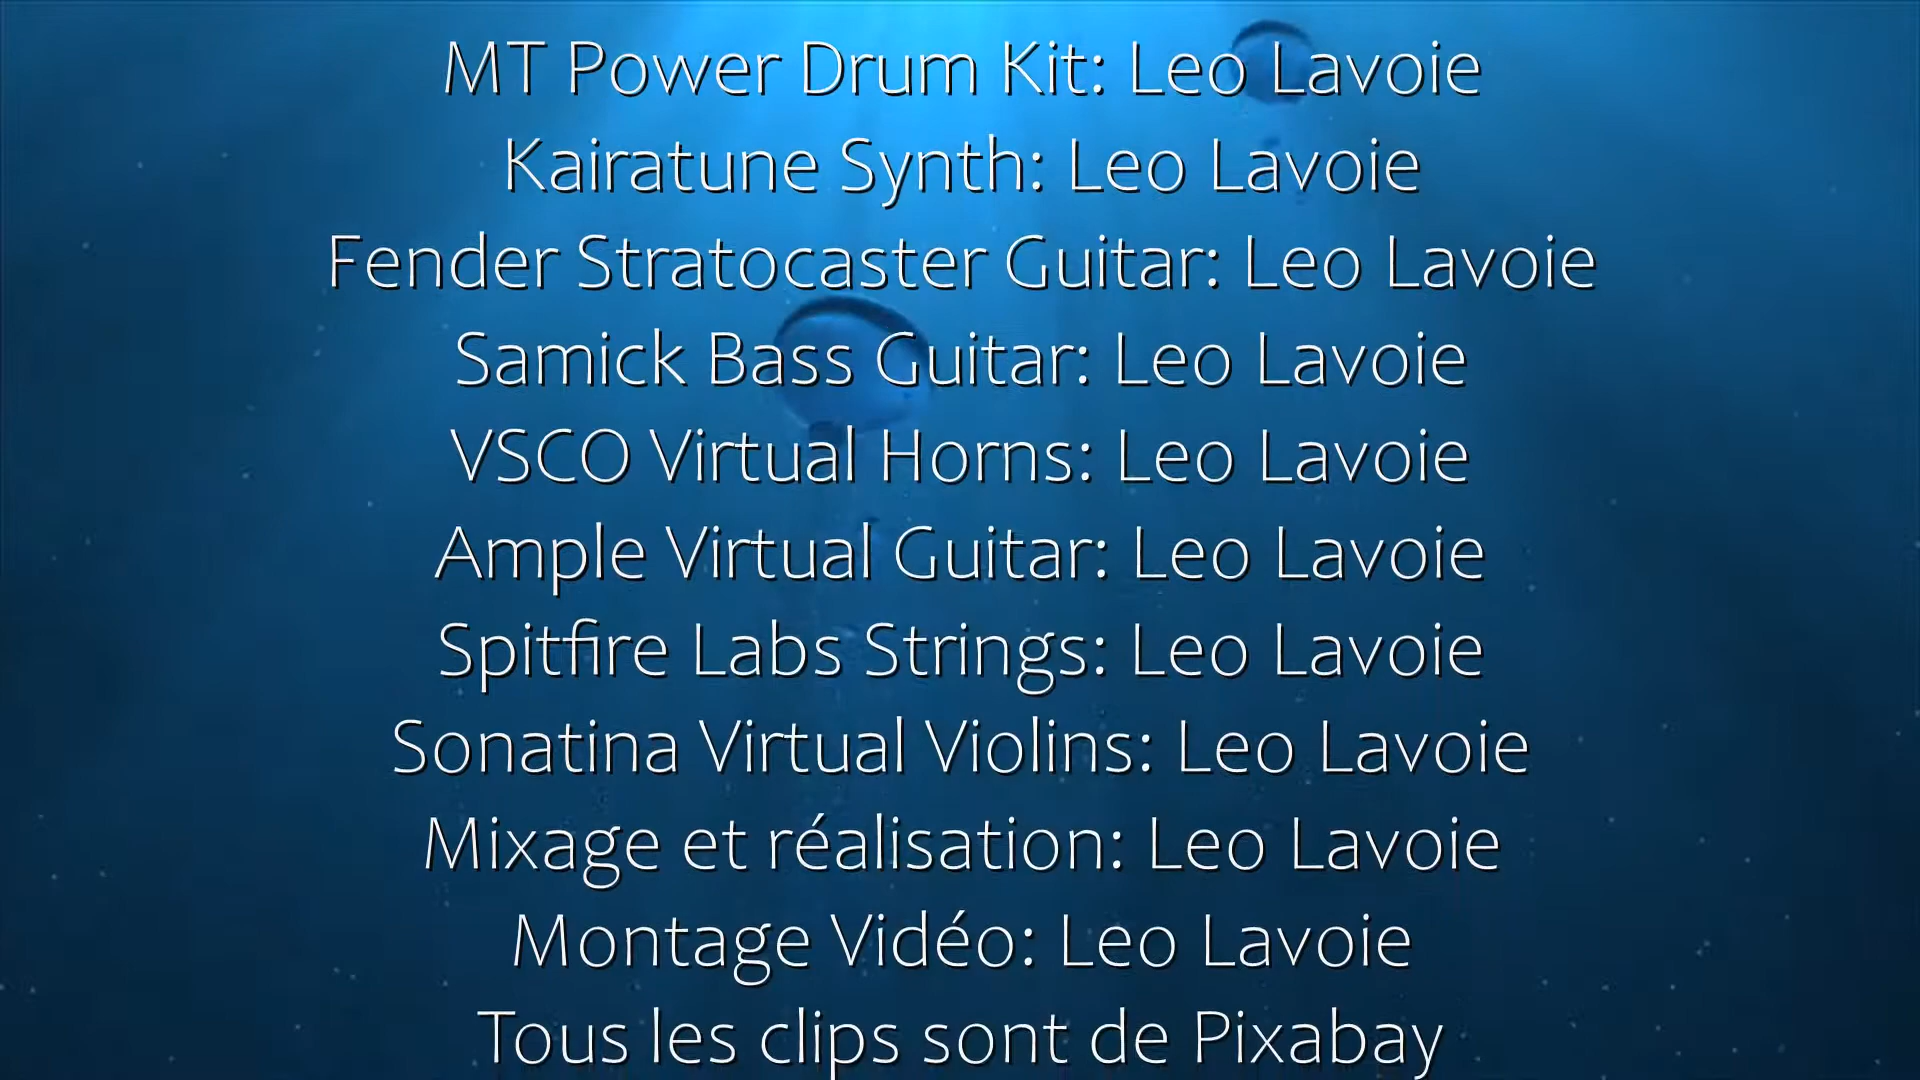 MT Power Drum Kit: Leo Lavoie
Kairatune Synth: Leo Lavoie
Fender Stratocaster Guitar: Leo Lavoie
Samick Bass Guitar: Leo Lavoie
VSCO Virtual Horns: Leo Lavoie
Ample Virtual Guitar: Leo Lavoie
Spitfire Labs Strings: Leo Lavoie
Sonatina Virtual Violins: Leo Lavoie
Mixage et réalisation: Leo Lavoie
Montage Vidéo: Leo Lavoie
Tous les clips sont de Pixabay